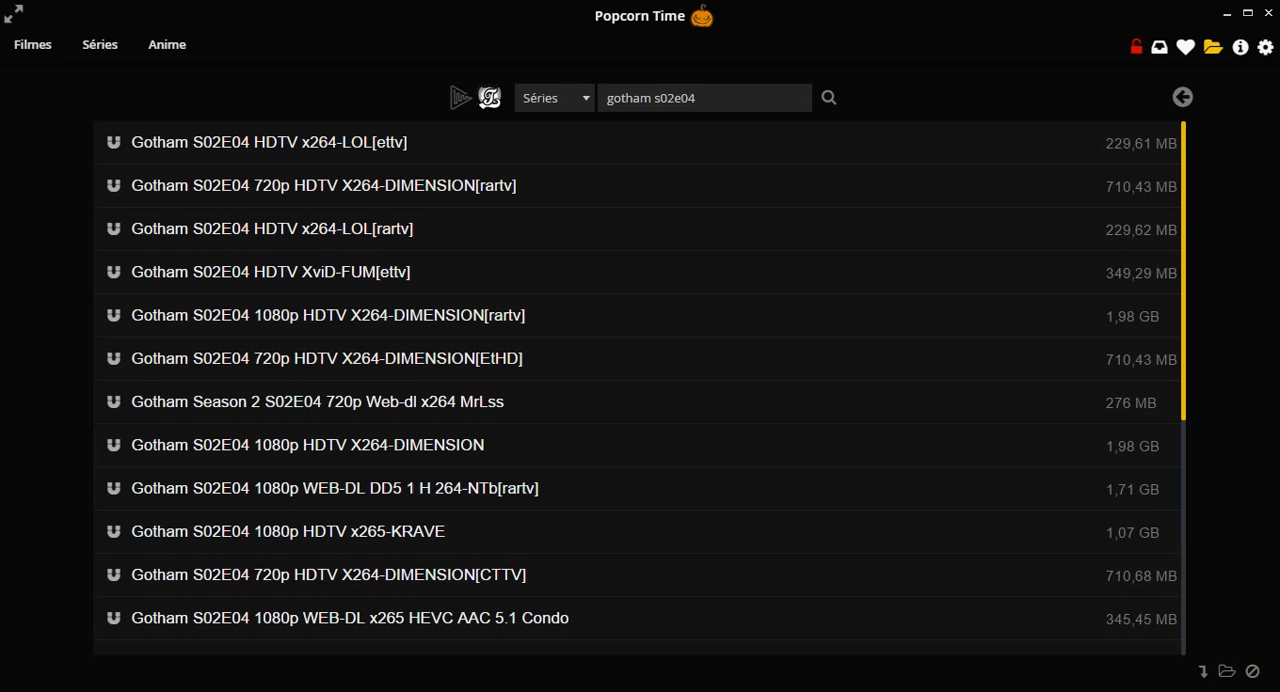 Popcorn Time
Filmes Séries Anime
Séries gotham s02e04
Gotham S02E04 HDTV x264-LOL[ettv] 229,61 MB
Gotham S02E04 720p HDTV X264-DIMENSION[rartv] 710,43 MB
Gotham S02E04 HDTV x264-LOL[rartv] 229,62 MB
Gotham S02E04 HDTV XviD-FUM[ettv] 349,29 MB
Gotham S02E04 1080p HDTV X264-DIMENSION[rartv] 1,98 GB
Gotham S02E04 720p HDTV X264-DIMENSION[EtHD] 710,43 MB
Gotham Season 2 S02E04 720p Web-dl x264 MrLss 276 MB
Gotham S02E04 1080p HDTV X264-DIMENSION 1,98 GB
Gotham S02E04 1080p WEB-DL DD5 1 H 264-NTb[rartv] 1,71 GB
Gotham S02E04 1080p HDTV x265-KRAVE 1,07 GB
Gotham S02E04 720p HDTV X264-DIMENSION[CTTV] 710,68 MB
Gotham S02E04 1080p WEB-DL x265 HEVC AAC 5.1 Condo 345,45 MB